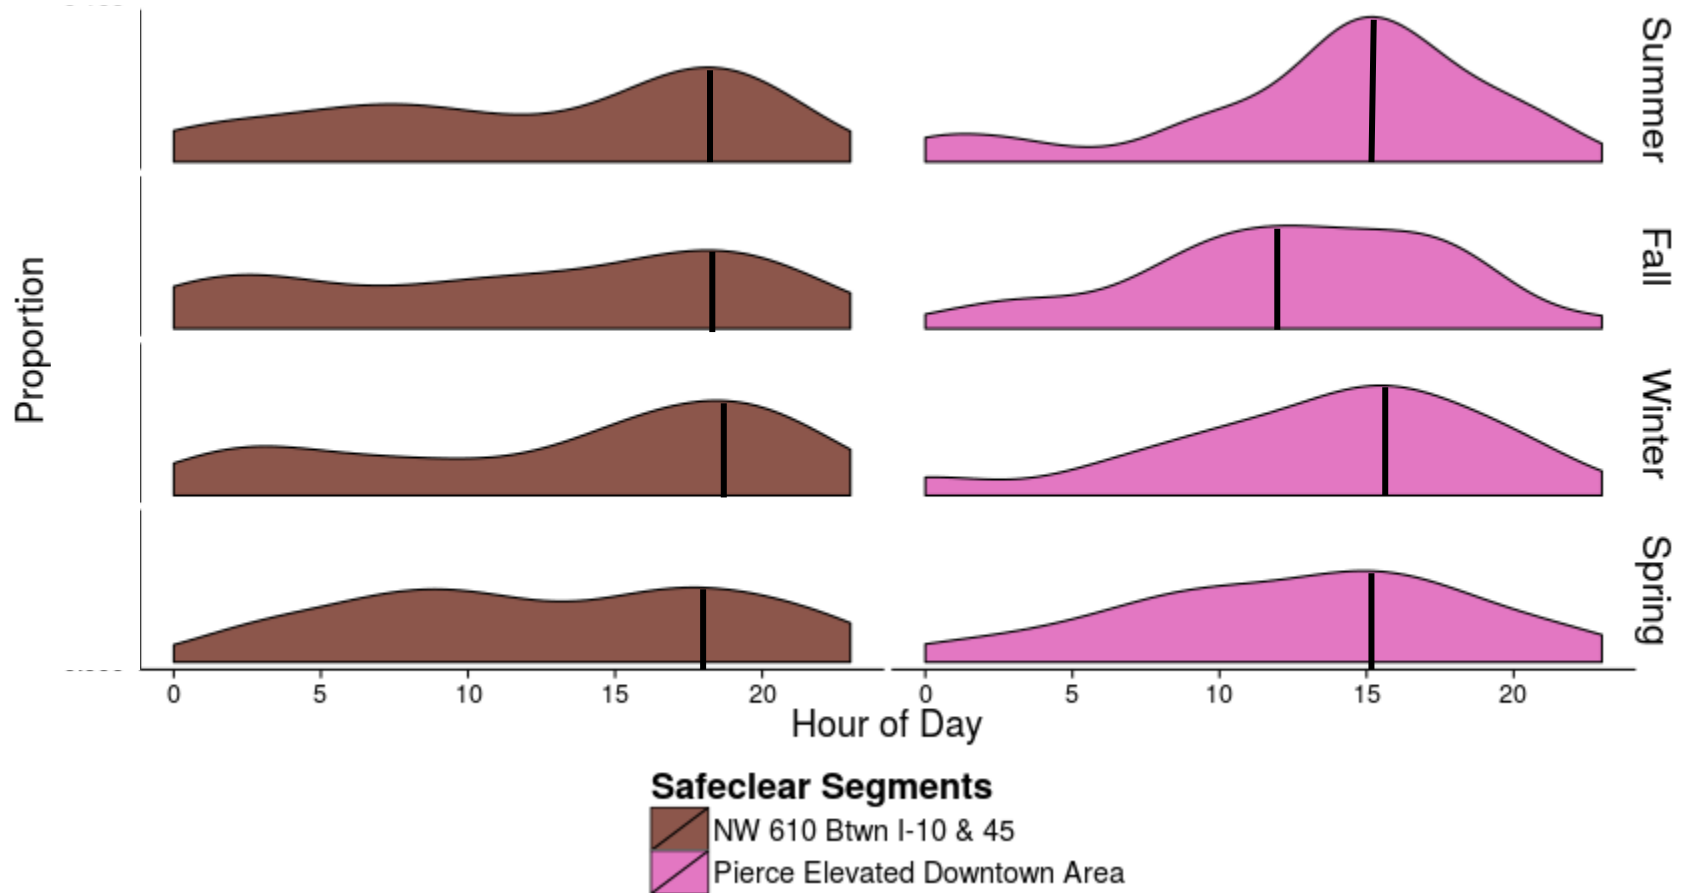 Summer
Fall
Winter
Spring
Proportion
0 5 10 15 20 0 5 10 15 20
Hour of Day
Safeclear Segments
NW 610 Btwn I-10 & 45
Pierce Elevated Downtown Area